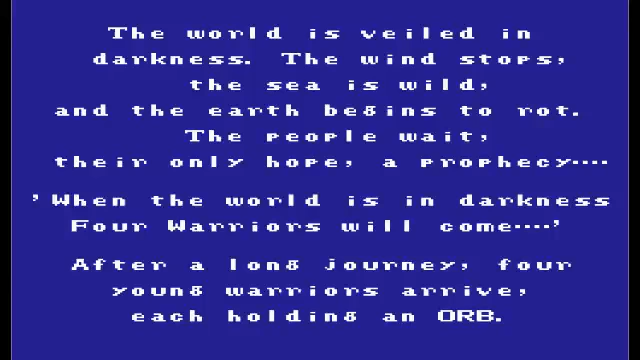 The world is veiled in
darkness. The wind stops,
the sea is wild,
and the earth begins to rot.
The people wait,
their only hope, a prophecy....
'When the world is in darkness
Four Warriors will come....'
After a long journey, four
young warriors arrive,
each holding an ORB.